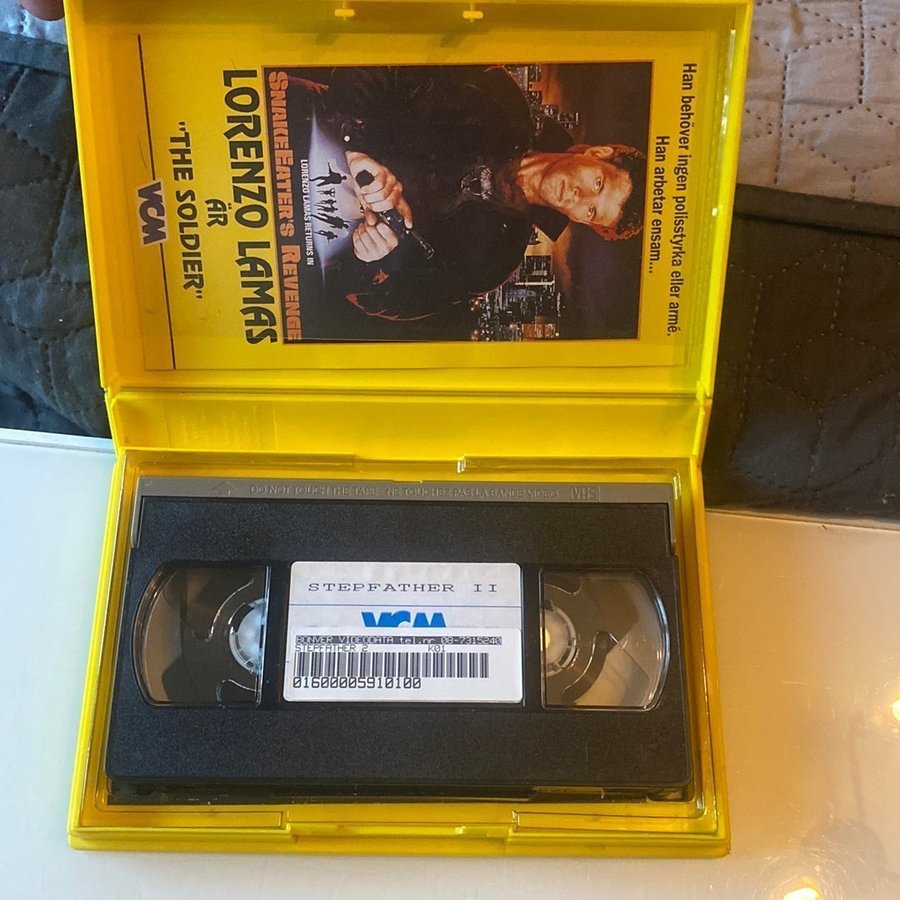 Han behöver ingen polisstyrka eller armé.
Han arbetar ensam...
LORENZO LAMAS RETURNS IN
SNAKEEATER'S REVENGE
LORENZO LAMAS
ÄR
"THE SOLDIER"
VCM
DO NOT TOUCH THE TAPE · NE TOUCHEZ PAS LA BANDE VIDEO VHS
STEPFATHER II
VCM
BONVER VIDEODATA tel.nr 08-7315240
STEPFATHER 2 K01
01600005910100